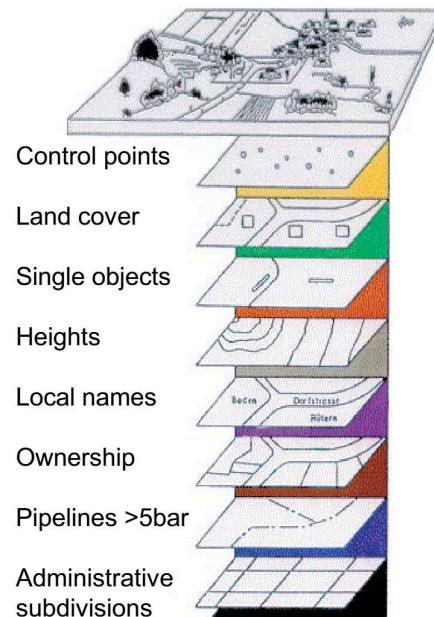 Control points
Land cover
Single objects
Heights
Local names
Boden
Dorfstrasse
Rütern
Ownership
Pipelines >5bar
Administrative
subdivisions